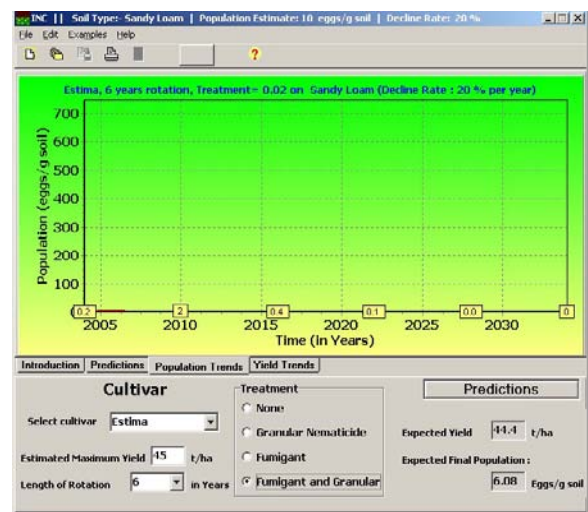 INC || Soil Type:- Sandy Loam | Population Estimate: 10 eggs/g soil | Decline Rate: 20 %
File Edit Examples Help
?
Estima, 6 years rotation, Treatment= 0.02 on Sandy Loam (Decline Rate : 20 % per year)
Population (eggs/g soil)
700
600
500
400
300
200
100
0.2 2 0.4 0.1 0.0 0
2005 2010 2015 2020 2025 2030
Time (in Years)
Introduction Predictions Population Trends Yield Trends
Cultivar
Select cultivar Estima
Estimated Maximum Yield 45 t/ha
Length of Rotation 6 in Years
Treatment
None
Granular Nematicide
Fumigant
Fumigant and Granular
Predictions
Expected Yield 44.4 t/ha
Expected Final Population :
6.08 Eggs/g soil